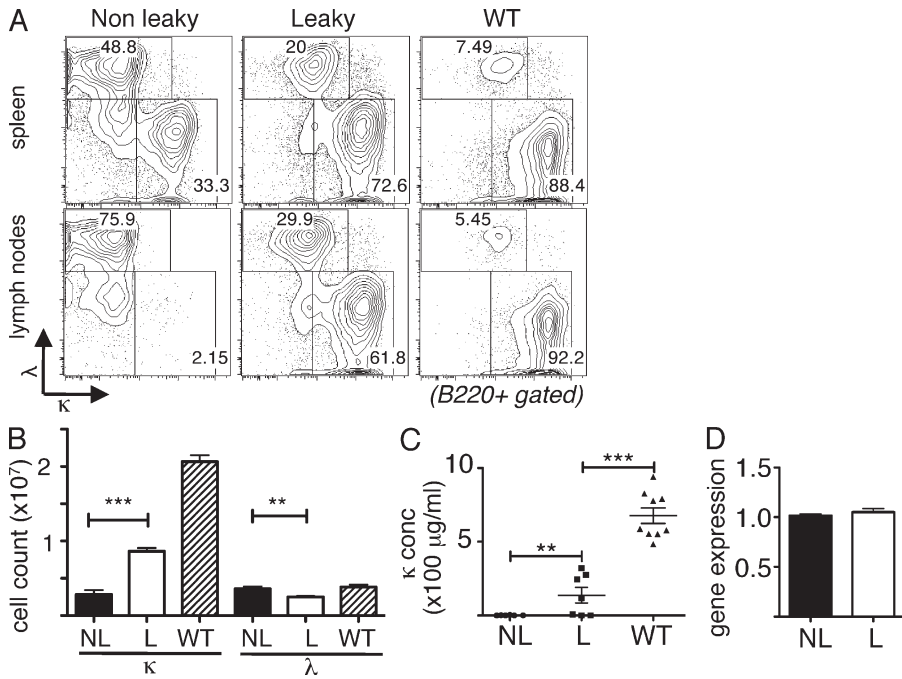 A
Non leaky Leaky WT
spleen
48.8 20 7.49
33.3 72.6 88.4
lymph nodes
75.9 29.9 5.45
2.15 61.8 92.2
λ
κ
(B220+ gated)
B
cell count (x10⁷)
2
1
*** **
NL L WT NL L WT
κ λ
C
κ conc
(x100 μg/ml)
10
5
***
**
NL L WT
D
gene expression
1.5
1.0
0.5
NL L